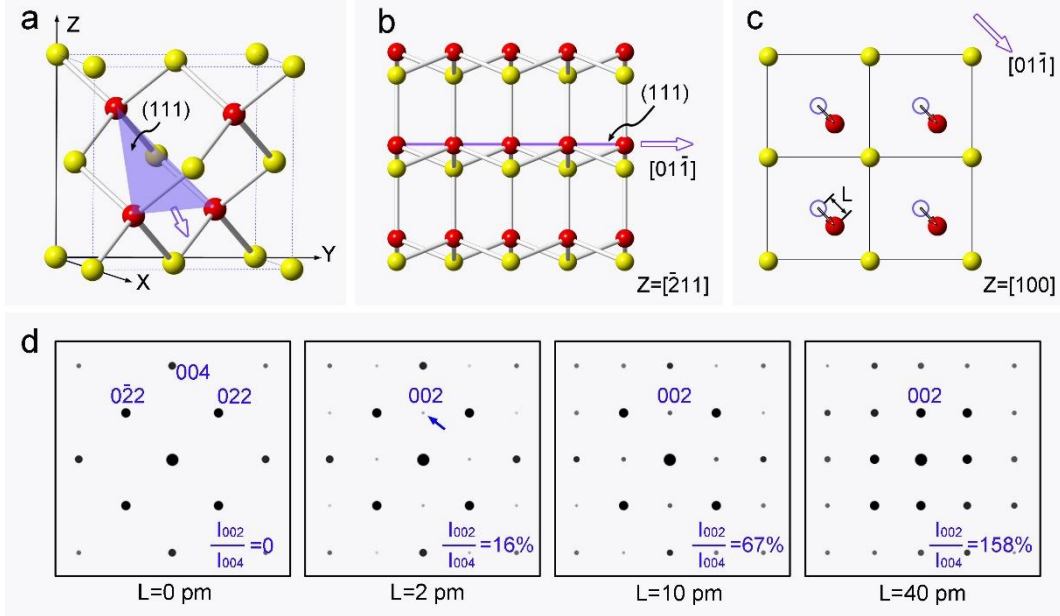 a
Z
(111)
Y
X
b
(111)
[011̄]
Z=[2̄11]
c
[011̄]
L
Z=[100]
d
004
02̄2
022
I₀₀₂/I₀₀₄=0
L=0 pm
002
I₀₀₂/I₀₀₄=16%
L=2 pm
002
I₀₀₂/I₀₀₄=67%
L=10 pm
002
I₀₀₂/I₀₀₄=158%
L=40 pm